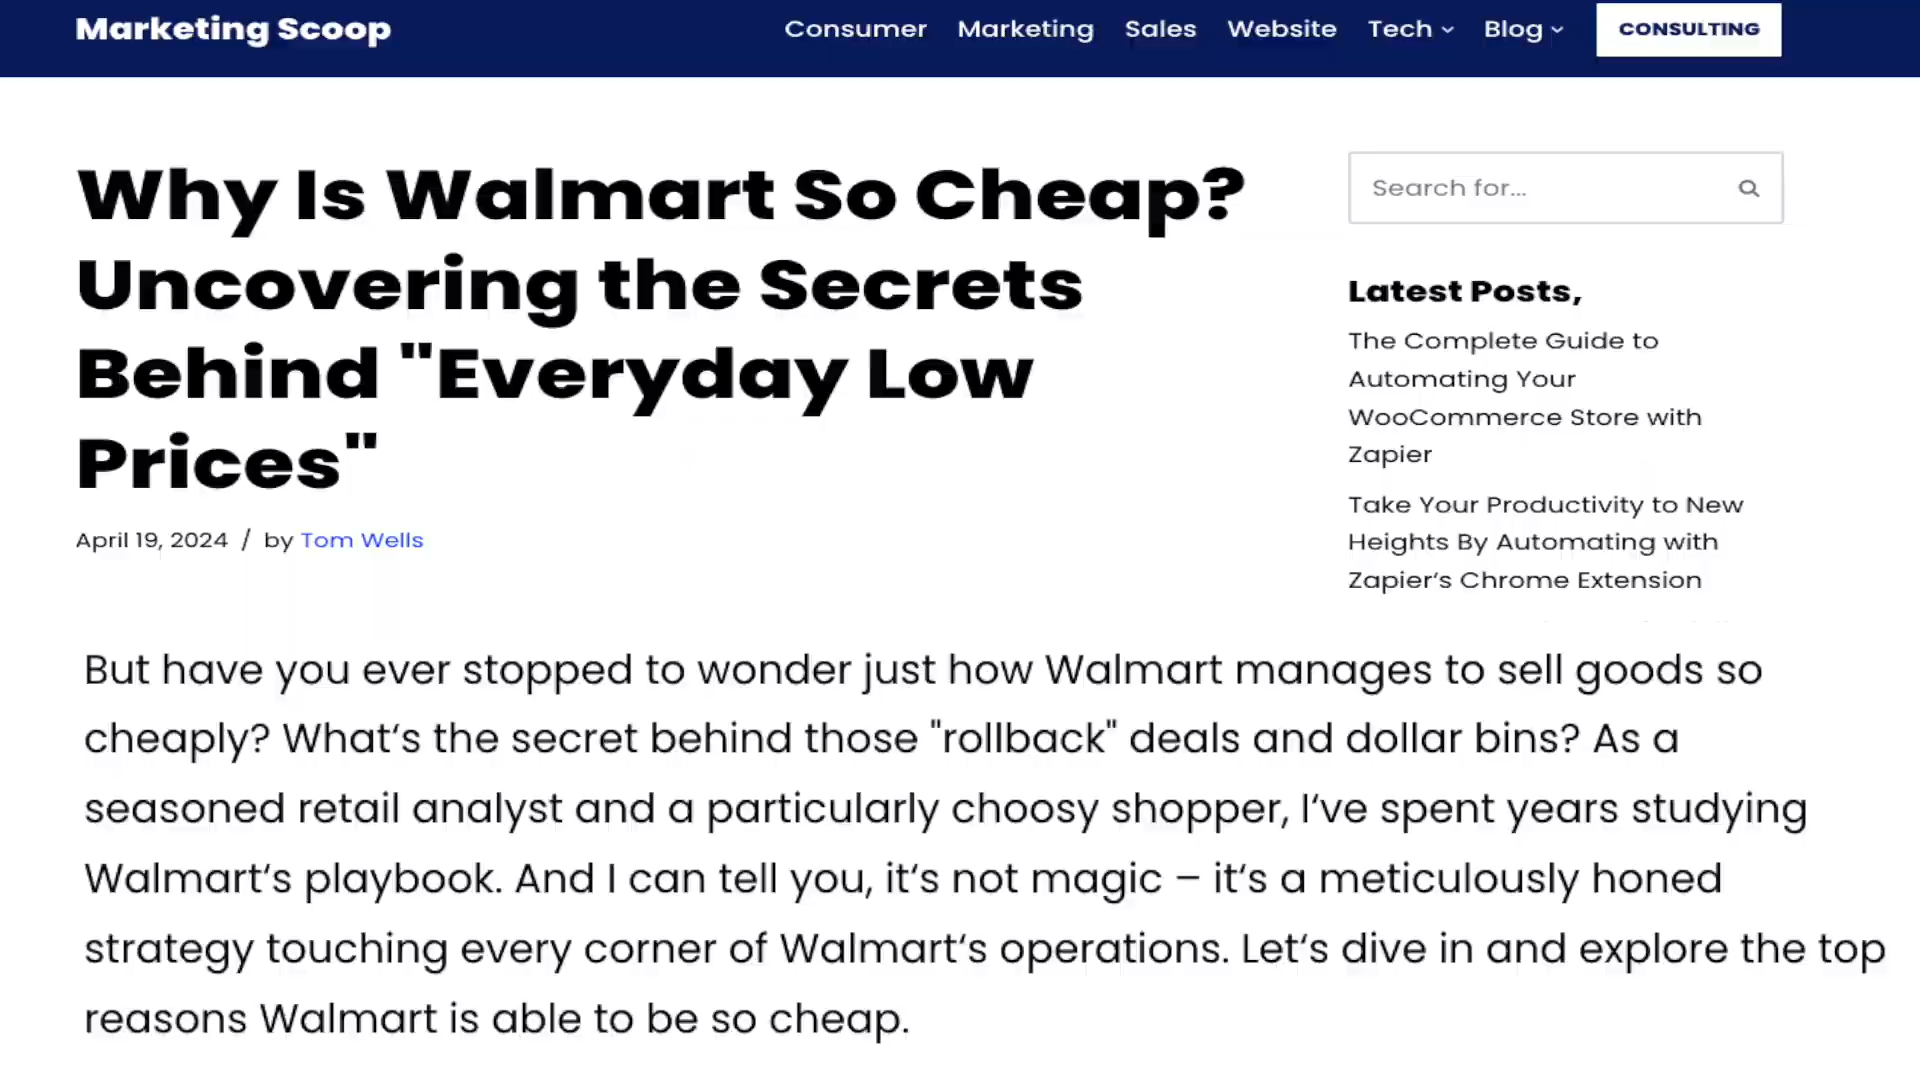 Marketing Scoop
Consumer Marketing Sales Website Tech Blog CONSULTING
Why Is Walmart So Cheap?
Uncovering the Secrets
Behind "Everyday Low
Prices"
April 19, 2024 / by Tom Wells
Search for...
Latest Posts,
The Complete Guide to
Automating Your
WooCommerce Store with
Zapier
Take Your Productivity to New
Heights By Automating with
Zapier‘s Chrome Extension
But have you ever stopped to wonder just how Walmart manages to sell goods so
cheaply? What‘s the secret behind those "rollback" deals and dollar bins? As a
seasoned retail analyst and a particularly choosy shopper, I‘ve spent years studying
Walmart‘s playbook. And I can tell you, it‘s not magic – it‘s a meticulously honed
strategy touching every corner of Walmart‘s operations. Let‘s dive in and explore the top
reasons Walmart is able to be so cheap.